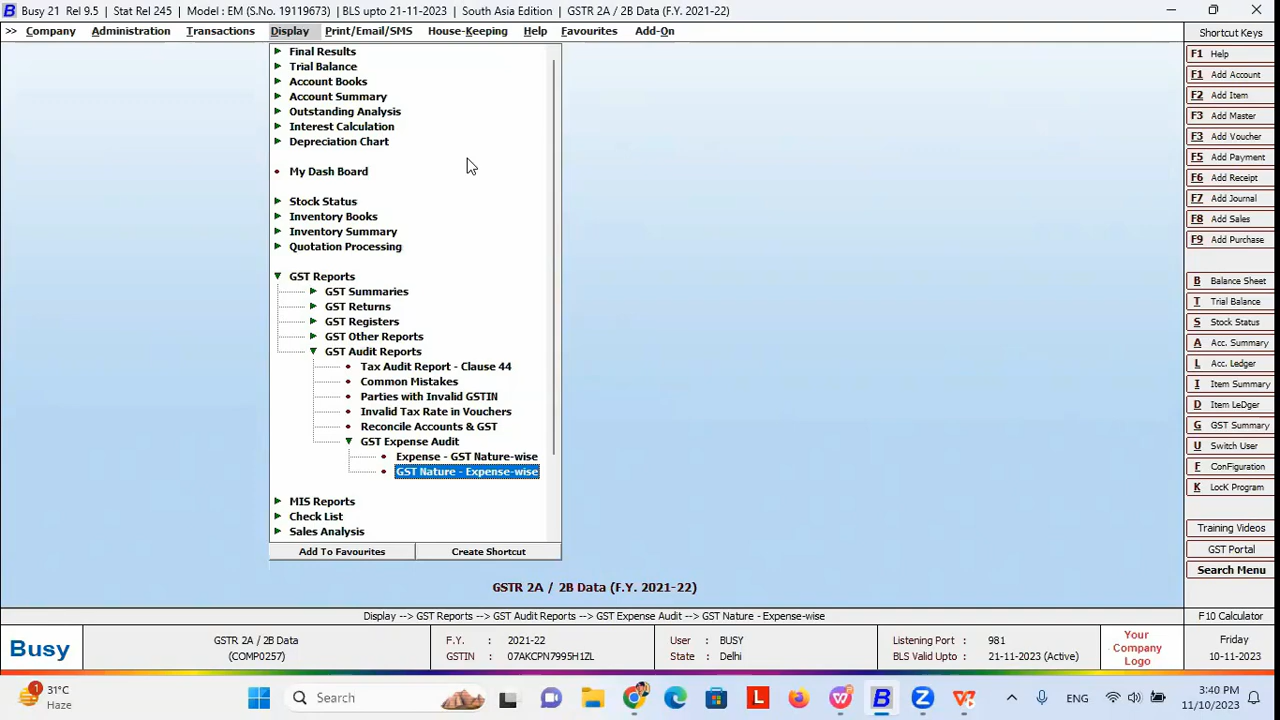 Busy 21 Rel 9.5 | Stat Rel 245 | Model : EM (S.No. 19119673) | BLS upto 21-11-2023 | South Asia Edition | GSTR 2A / 2B Data (F.Y. 2021-22)
>> Company Administration Transactions Display Print/Email/SMS House-Keeping Help Favourites Add-On
Shortcut Keys
Final Results
Trial Balance
Account Books
Account Summary
Outstanding Analysis
Interest Calculation
Depreciation Chart
My Dash Board
Stock Status
Inventory Books
Inventory Summary
Quotation Processing
GST Reports
GST Summaries
GST Returns
GST Registers
GST Other Reports
GST Audit Reports
Tax Audit Report - Clause 44
Common Mistakes
Parties with Invalid GSTIN
Invalid Tax Rate in Vouchers
Reconcile Accounts & GST
GST Expense Audit
Expense - GST Nature-wise
GST Nature - Expense-wise
MIS Reports
Check List
Sales Analysis
Add To Favourites Create Shortcut
F1 Help
F1 Add Account
F2 Add Item
F3 Add Master
F3 Add Voucher
F5 Add Payment
F6 Add Receipt
F7 Add Journal
F8 Add Sales
F9 Add Purchase
B Balance Sheet
T Trial Balance
S Stock Status
A Acc. Summary
L Acc. Ledger
I Item Summary
D Item LeDger
G GST Summary
U Switch User
F ConFiguration
K LocK Program
Training Videos
GST Portal
Search Menu
GSTR 2A / 2B Data (F.Y. 2021-22)
Display --> GST Reports --> GST Audit Reports --> GST Expense Audit --> GST Nature - Expense-wise
F10 Calculator
Busy
GSTR 2A / 2B Data
(COMP0257)
F.Y. : 2021-22
GSTIN : 07AKCPN7995H1ZL
User : BUSY
State : Delhi
Listening Port : 981
BLS Valid Upto : 21-11-2023 (Active)
Your
Company
Logo
Friday
10-11-2023
1
31°C
Haze
Search
ENG
3:40 PM
11/10/2023